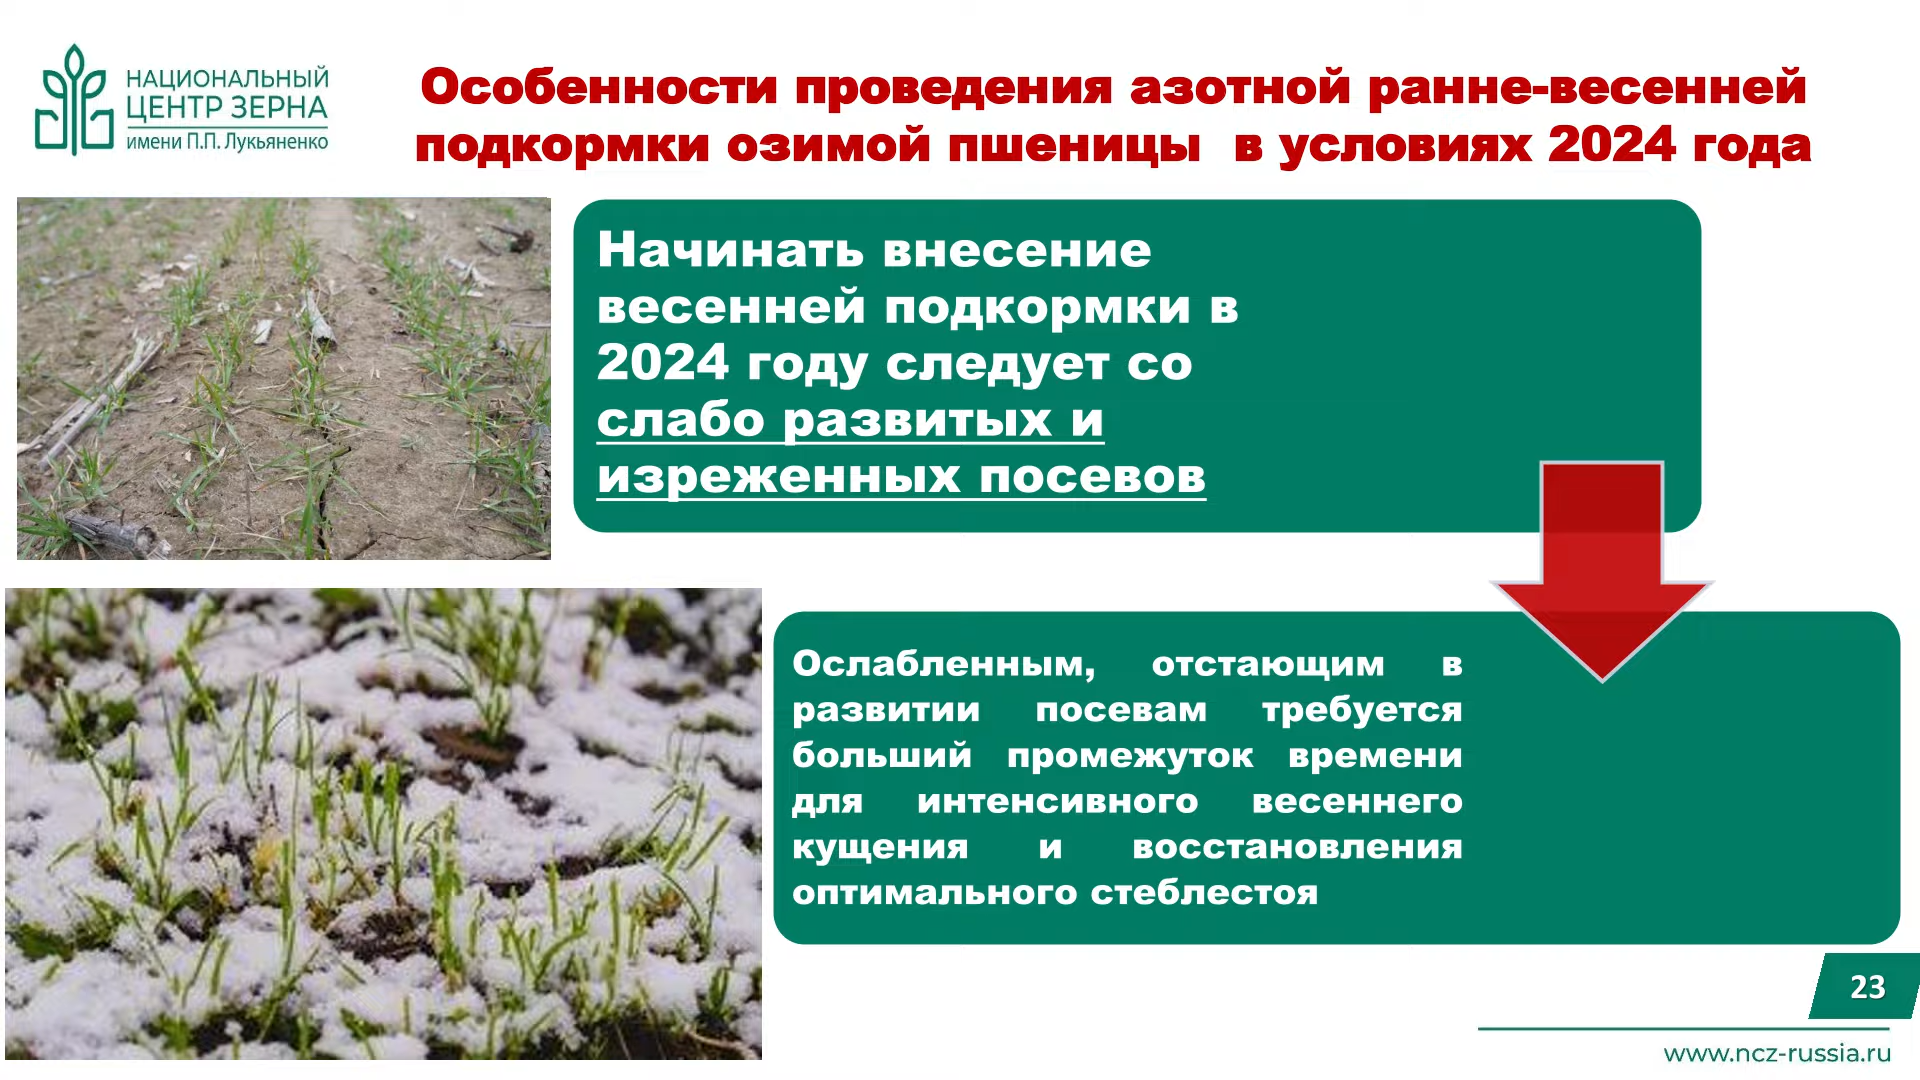 НАЦИОНАЛЬНЫЙ
ЦЕНТР ЗЕРНА
имени П.П. Лукьяненко
Особенности проведения азотной ранне-весенней
подкормки озимой пшеницы в условиях 2024 года
Начинать внесение
весенней подкормки в
2024 году следует со
слабо развитых и
изреженных посевов
Ослабленным, отстающим в
развитии посевам требуется
больший промежуток времени
для интенсивного весеннего
кущения и восстановления
оптимального стеблестоя
23
www.ncz-russia.ru